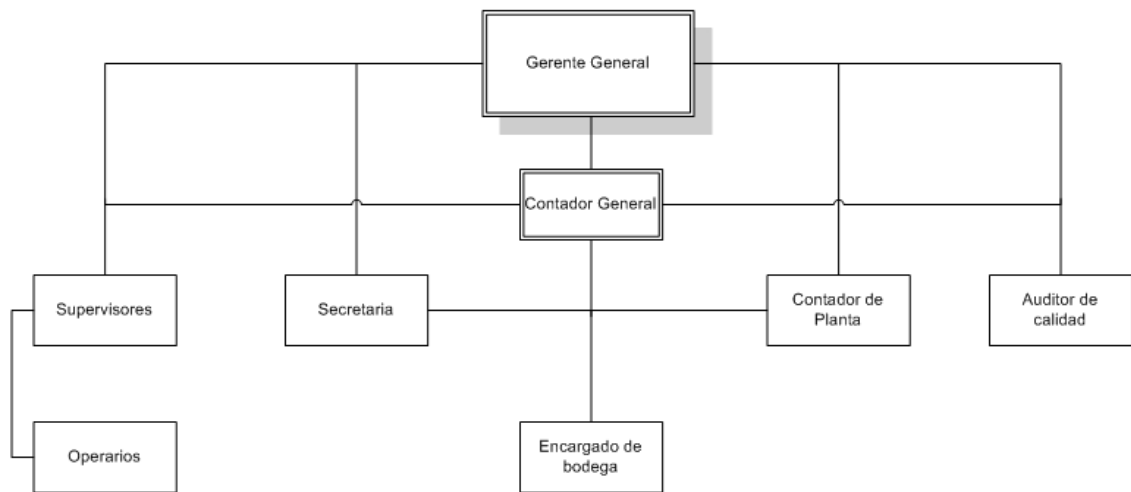 Gerente General
Contador General
Supervisores
Secretaria
Contador de
Planta
Auditor de
calidad
Operarios
Encargado de
bodega